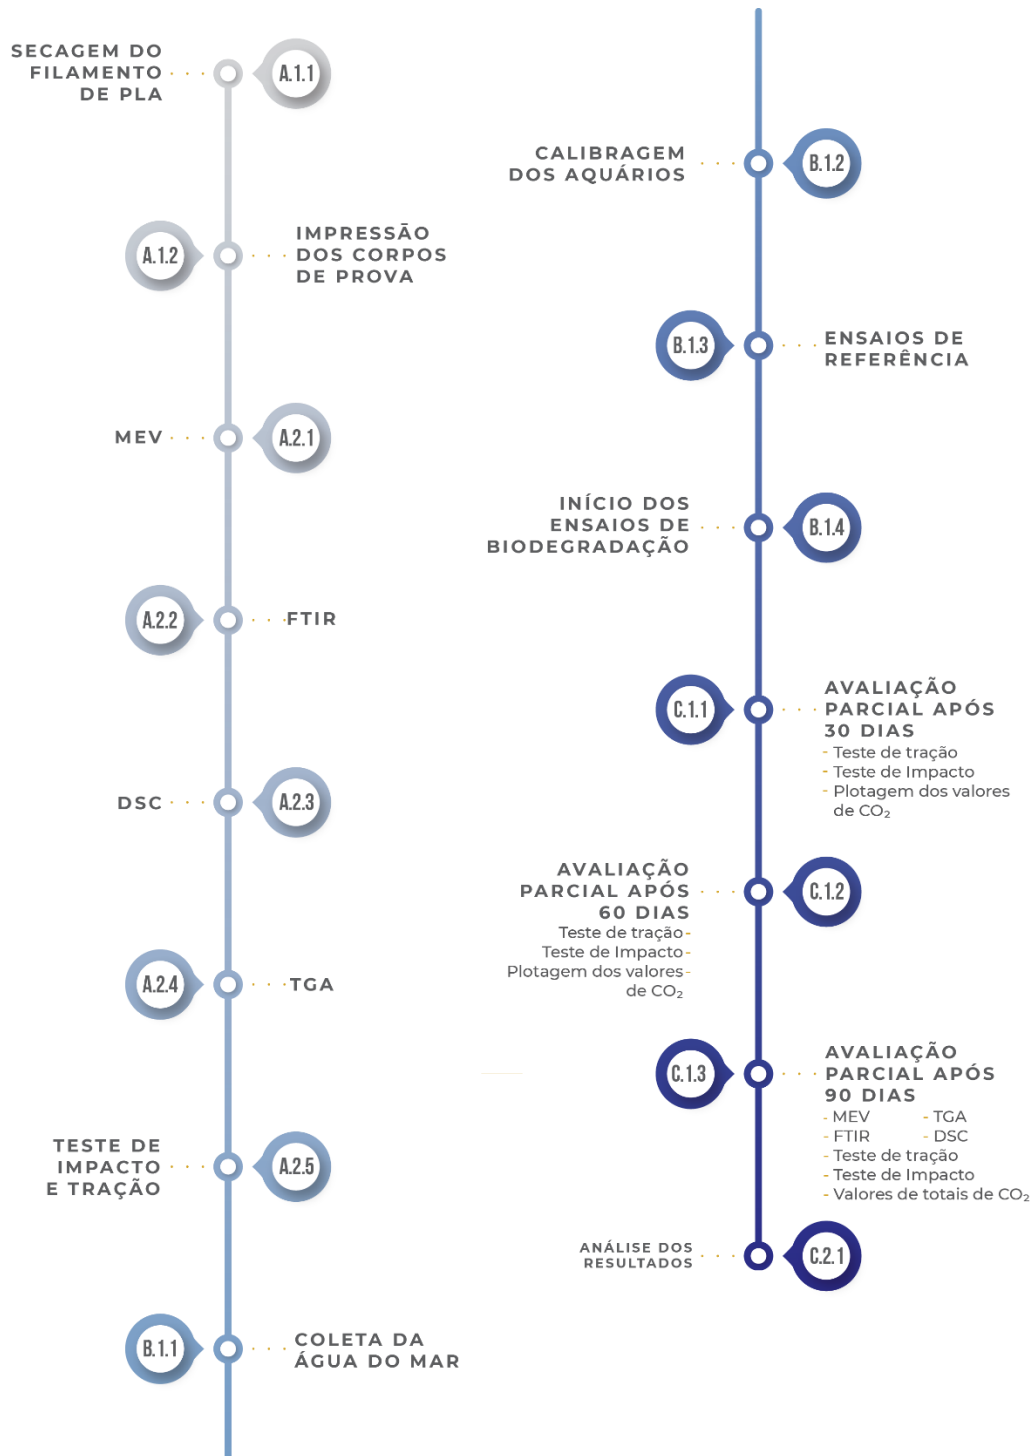 SECAGEM DO
FILAMENTO
DE PLA
A.1.1
A.1.2
IMPRESSÃO
DOS CORPOS
DE PROVA
MEV
A.2.1
A.2.2
FTIR
DSC
A.2.3
A.2.4
TGA
TESTE DE
IMPACTO
E TRAÇÃO
A.2.5
B.1.1
COLETA DA
ÁGUA DO MAR
CALIBRAGEM
DOS AQUÁRIOS
B.1.2
B.1.3
ENSAIOS DE
REFERÊNCIA
INÍCIO DOS
ENSAIOS DE
BIODEGRADAÇÃO
B.1.4
C.1.1
AVALIAÇÃO
PARCIAL APÓS
30 DIAS
- Teste de tração
- Teste de Impacto
- Plotagem dos valores
de CO₂
AVALIAÇÃO
PARCIAL APÓS
60 DIAS
Teste de tração-
Teste de Impacto-
Plotagem dos valores-
de CO₂
C.1.2
C.1.3
AVALIAÇÃO
PARCIAL APÓS
90 DIAS
- MEV - TGA
- FTIR - DSC
- Teste de tração
- Teste de Impacto
- Valores de totais de CO₂
ANÁLISE DOS
RESULTADOS
C.2.1